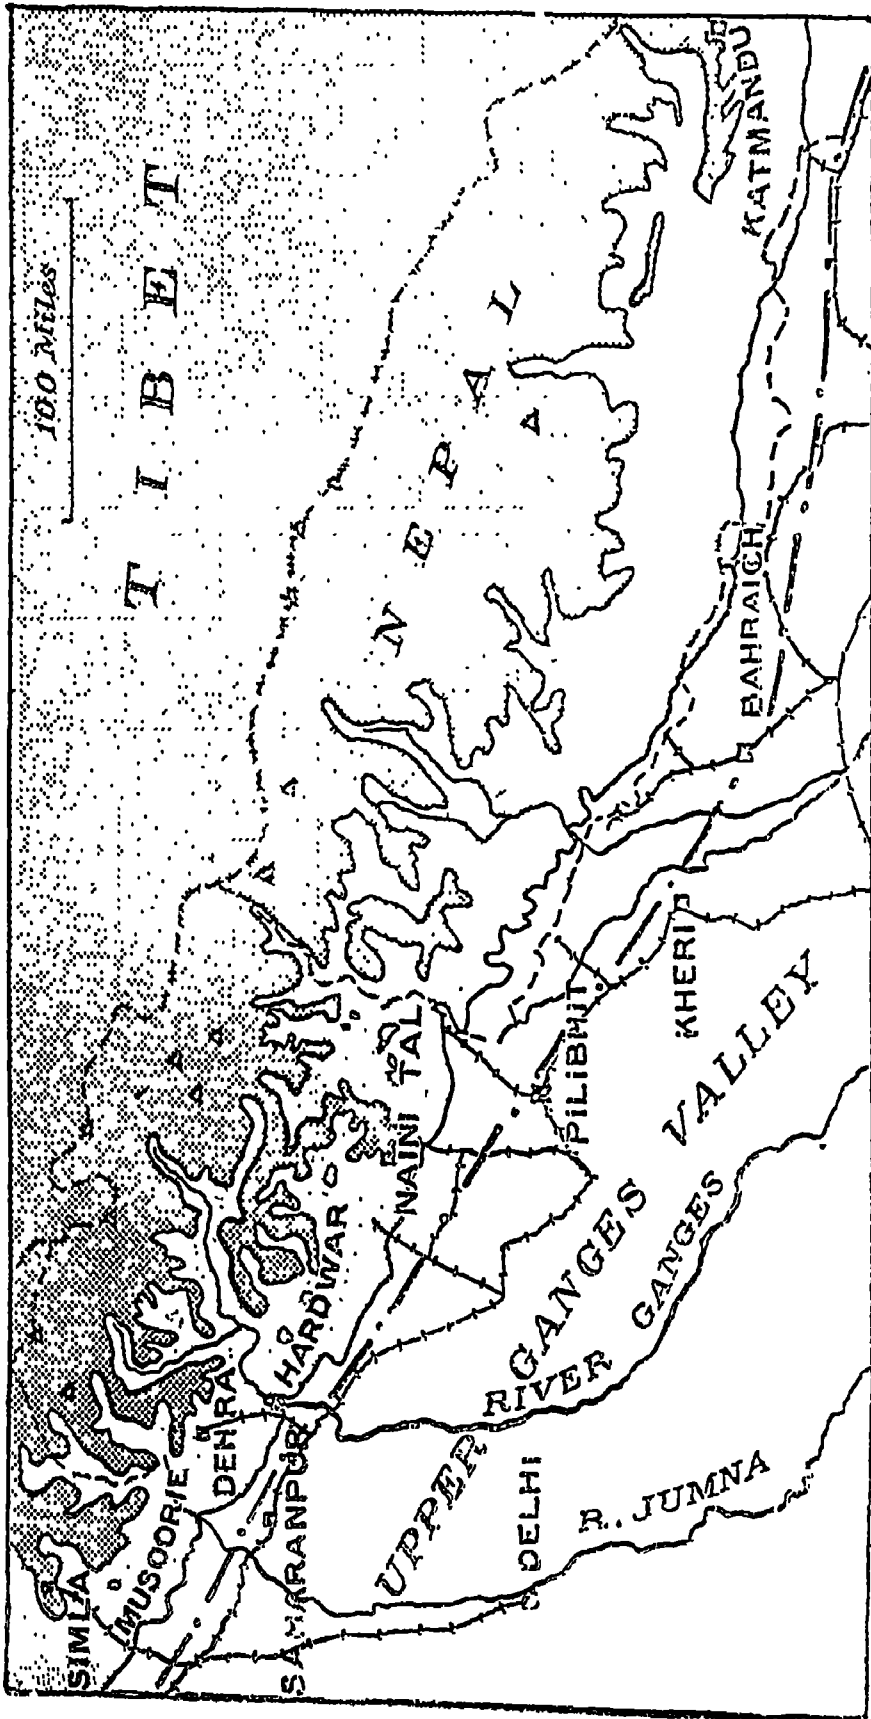 100 Miles
TIBET
NEPAL
KATMANDU
SIMLA
MUSOORIE
DEHRA
HARDWAR
NAINI TAL
SAHARANPUR
PILIBHIT
KHERI
BAHRAICH
UPPER GANGES VALLEY
RIVER GANGES
DELHI
R. JUMNA